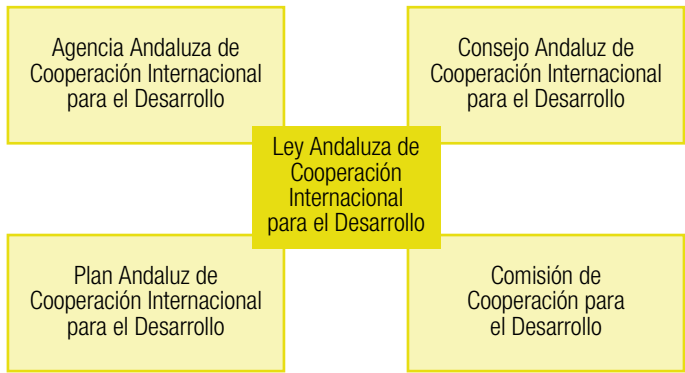 Agencia Andaluza de
Cooperación Internacional
para el Desarrollo
Consejo Andaluz de
Cooperación Internacional
para el Desarrollo
Ley Andaluza de
Cooperación
Internacional
para el Desarrollo
Plan Andaluz de
Cooperación Internacional
para el Desarrollo
Comisión de
Cooperación para
el Desarrollo